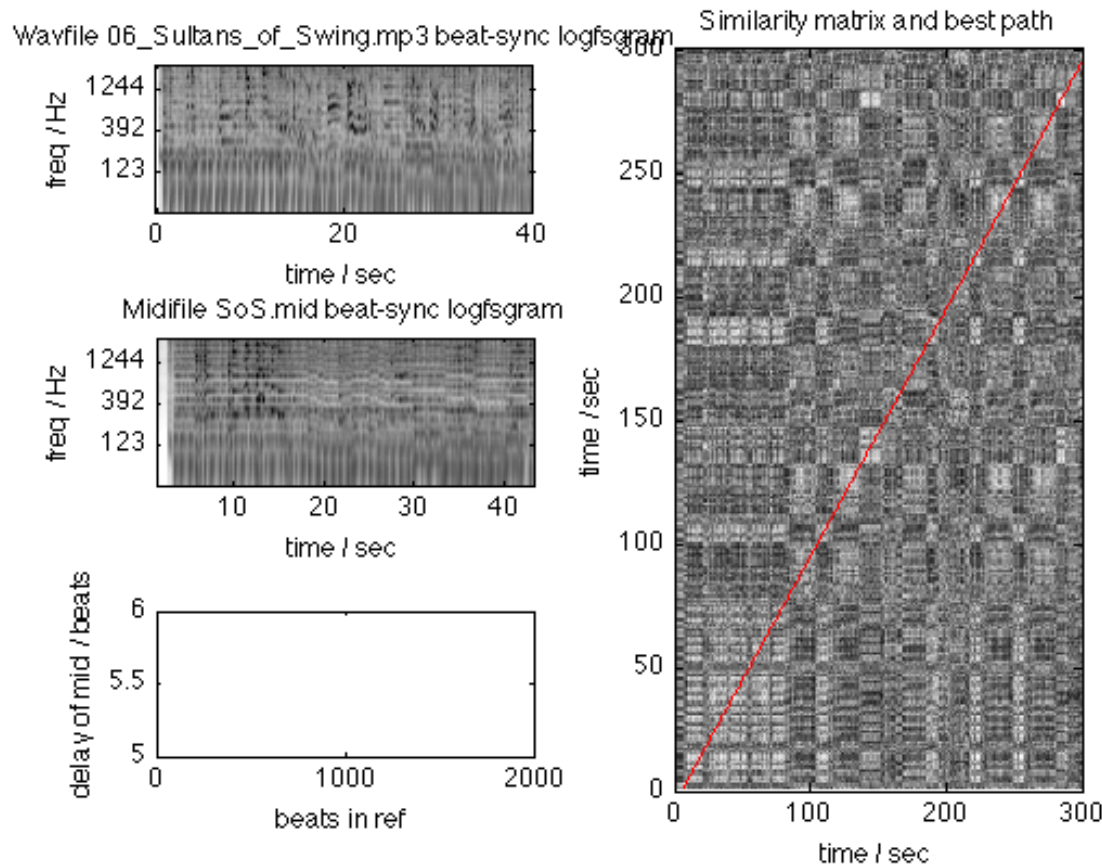 Wavfile 06_Sultans_of_Swing.mp3 beat-sync logfsgram
freq / Hz
1244
392
123
0 20 40
time / sec
Midifile SoS.mid beat-sync logfsgram
freq / Hz
1244
392
123
10 20 30 40
time / sec
delay of mid / beats
6
5.5
5
0 1000 2000
beats in ref
Similarity matrix and best path
time / sec
300
250
200
150
100
50
0
0 100 200 300
time / sec